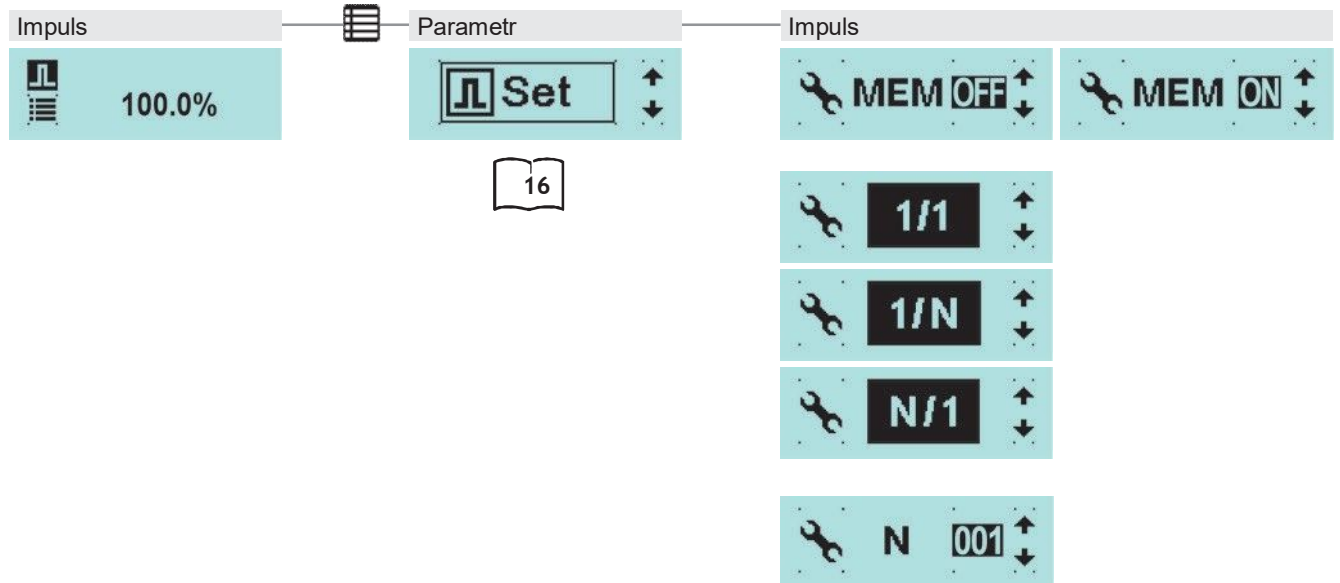 Impuls Parametr Impuls
100.0% Set MEM OFF MEM ON
16
1/1
1/N
N/1
N 001